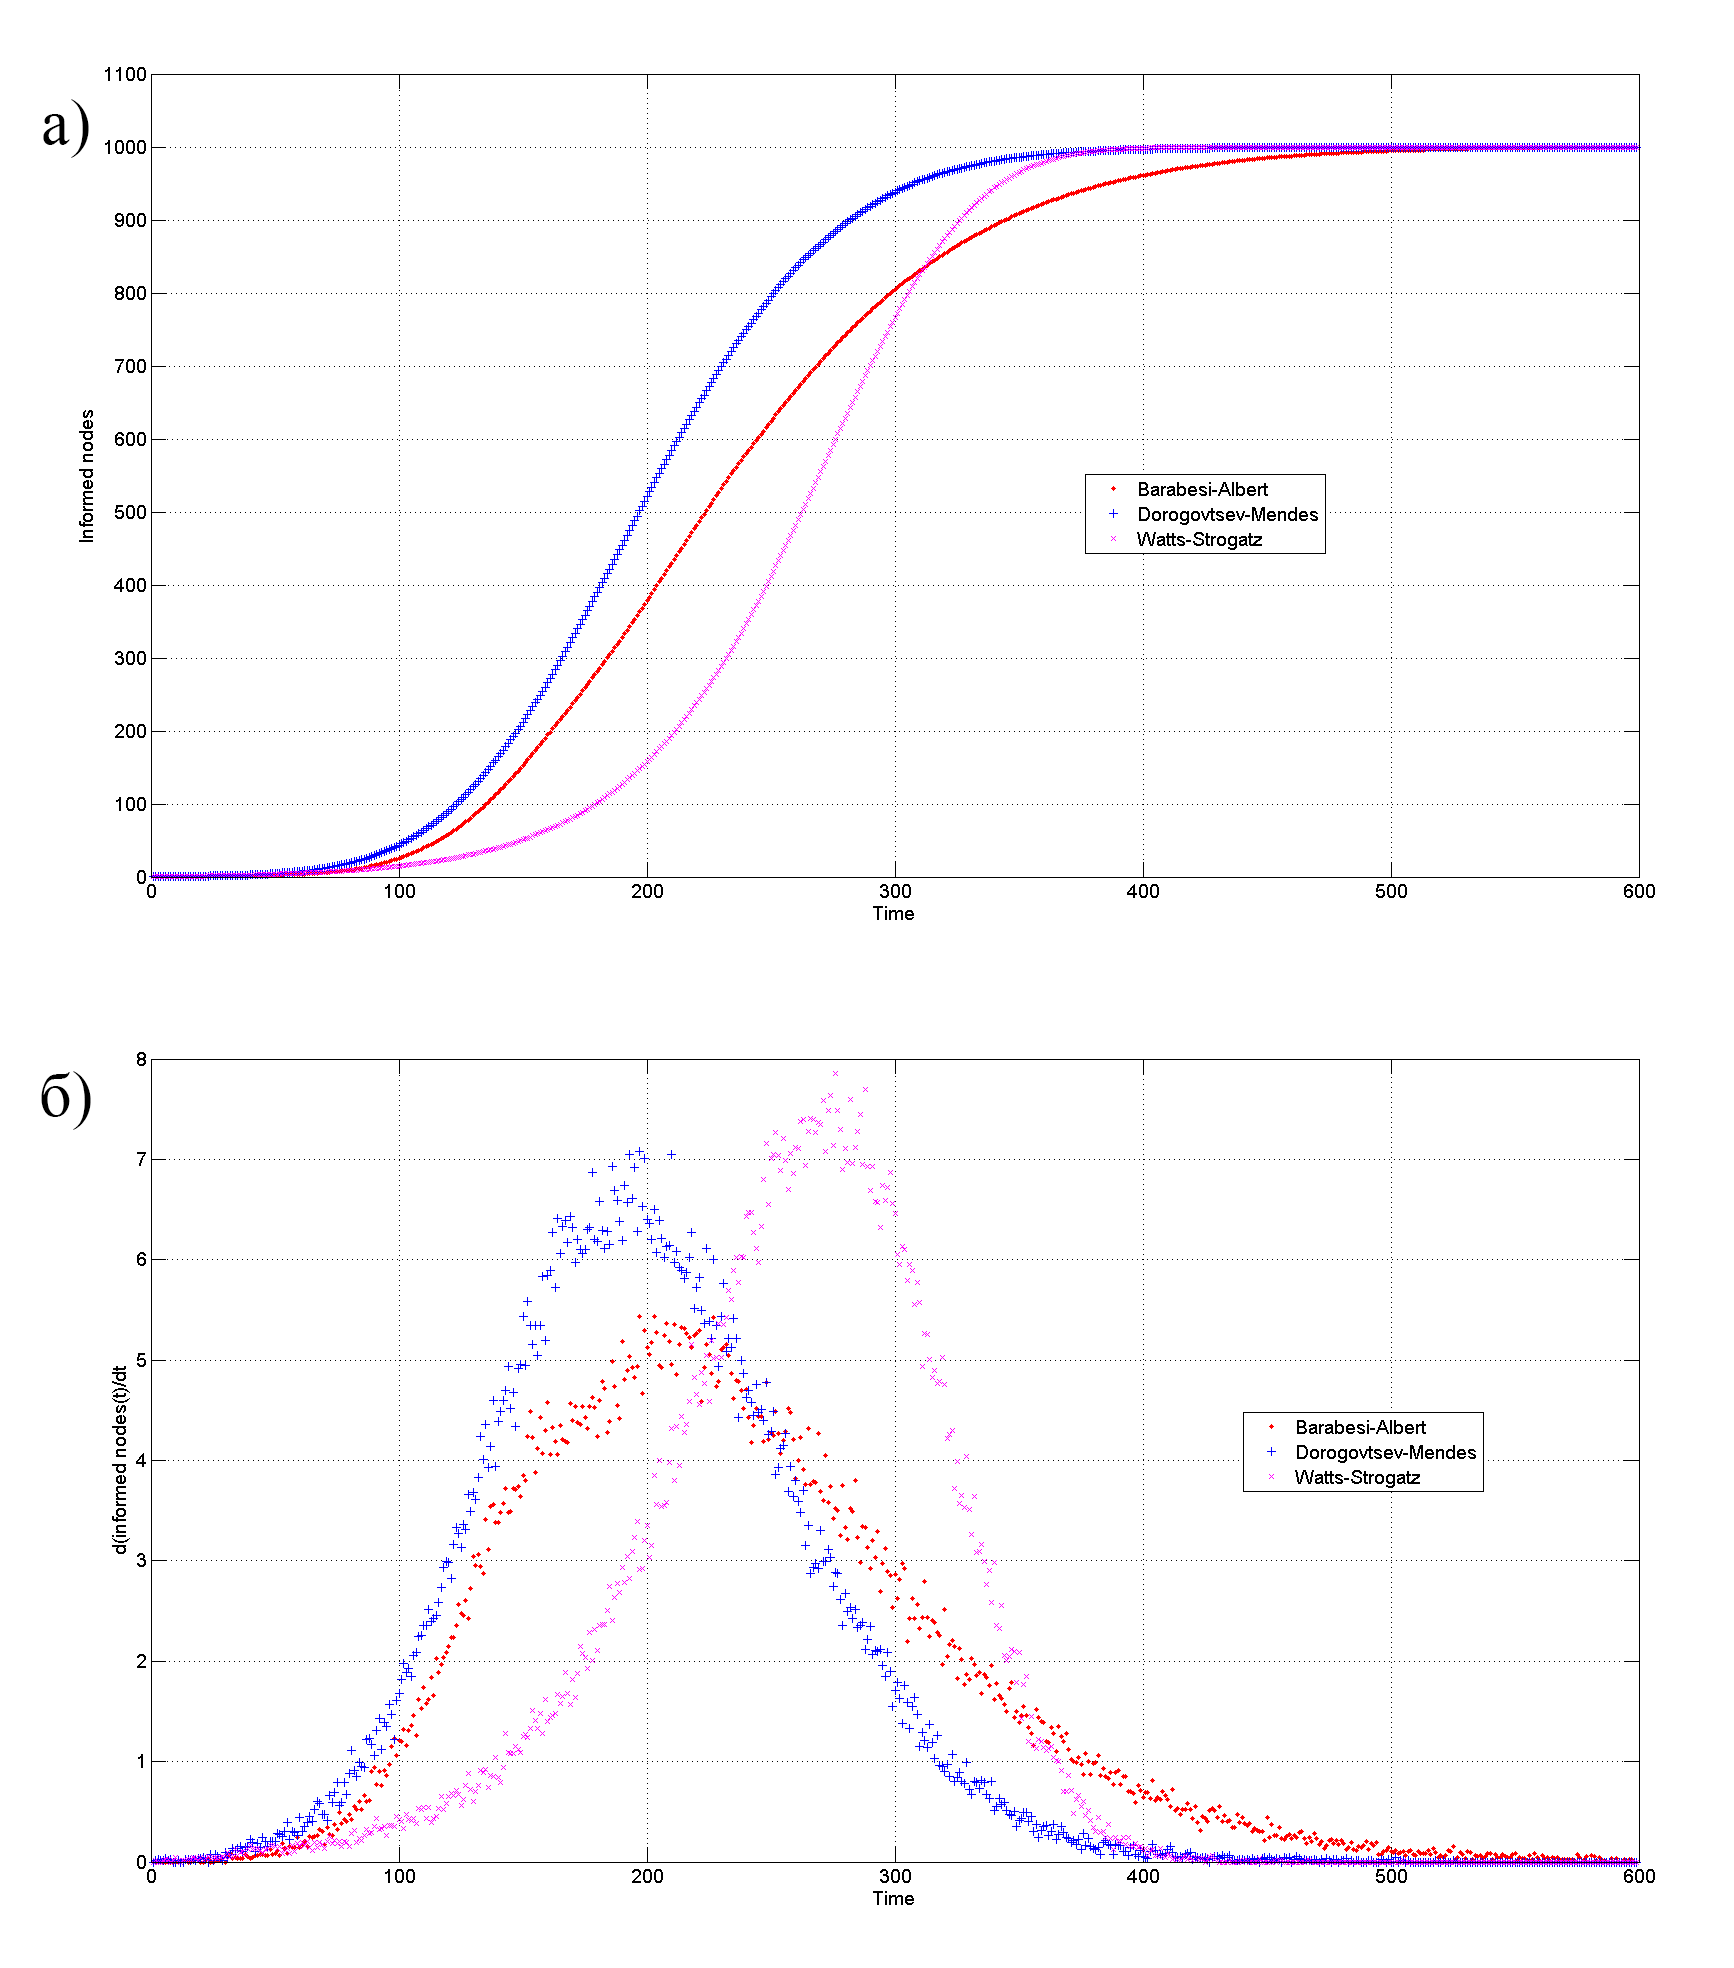 а)
1100
1000
900
800
700
600
500
400
300
200
100
0
Informed nodes
Barabesi-Albert
Dorogovtsev-Mendes
Watts-Strogatz
0 100 200 300 400 500 600
Time
б)
8
7
6
5
4
3
2
1
0
d(informed nodes(t)/dt
Barabesi-Albert
Dorogovtsev-Mendes
Watts-Strogatz
0 100 200 300 400 500 600
Time